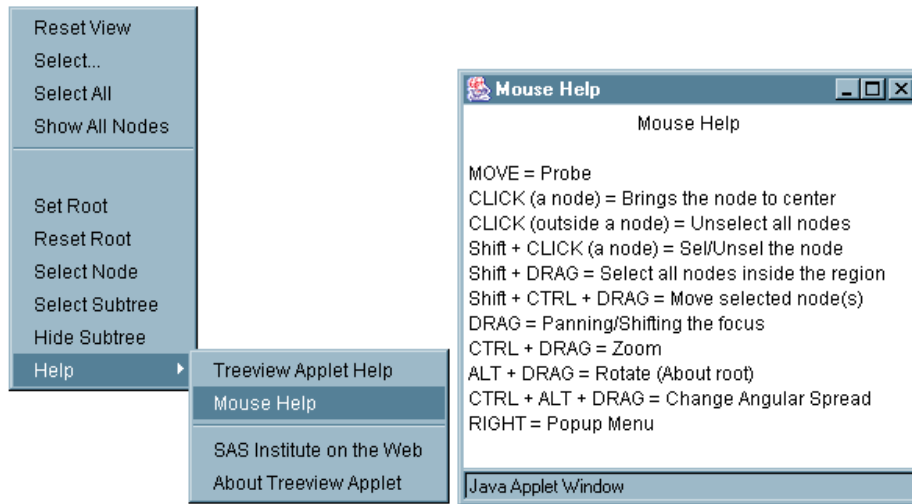 Reset View
Select...
Select All
Show All Nodes
Set Root
Reset Root
Select Node
Select Subtree
Hide Subtree
Help
Treeview Applet Help
Mouse Help
SAS Institute on the Web
About Treeview Applet
Mouse Help
Mouse Help
MOVE = Probe
CLICK (a node) = Brings the node to center
CLICK (outside a node) = Unselect all nodes
Shift + CLICK (a node) = Sel/Unsel the node
Shift + DRAG = Select all nodes inside the region
Shift + CTRL + DRAG = Move selected node(s)
DRAG = Panning/Shifting the focus
CTRL + DRAG = Zoom
ALT + DRAG = Rotate (About root)
CTRL + ALT + DRAG = Change Angular Spread
RIGHT = Popup Menu
Java Applet Window